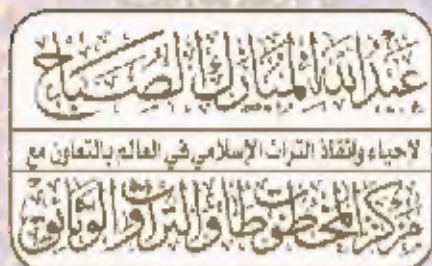 عبد الله المبارك الصباح
لاحياء وانقاذ التراث الإسلامي في العالم بالتعاون مع
مركز المخطوطات والتراث والوثائق